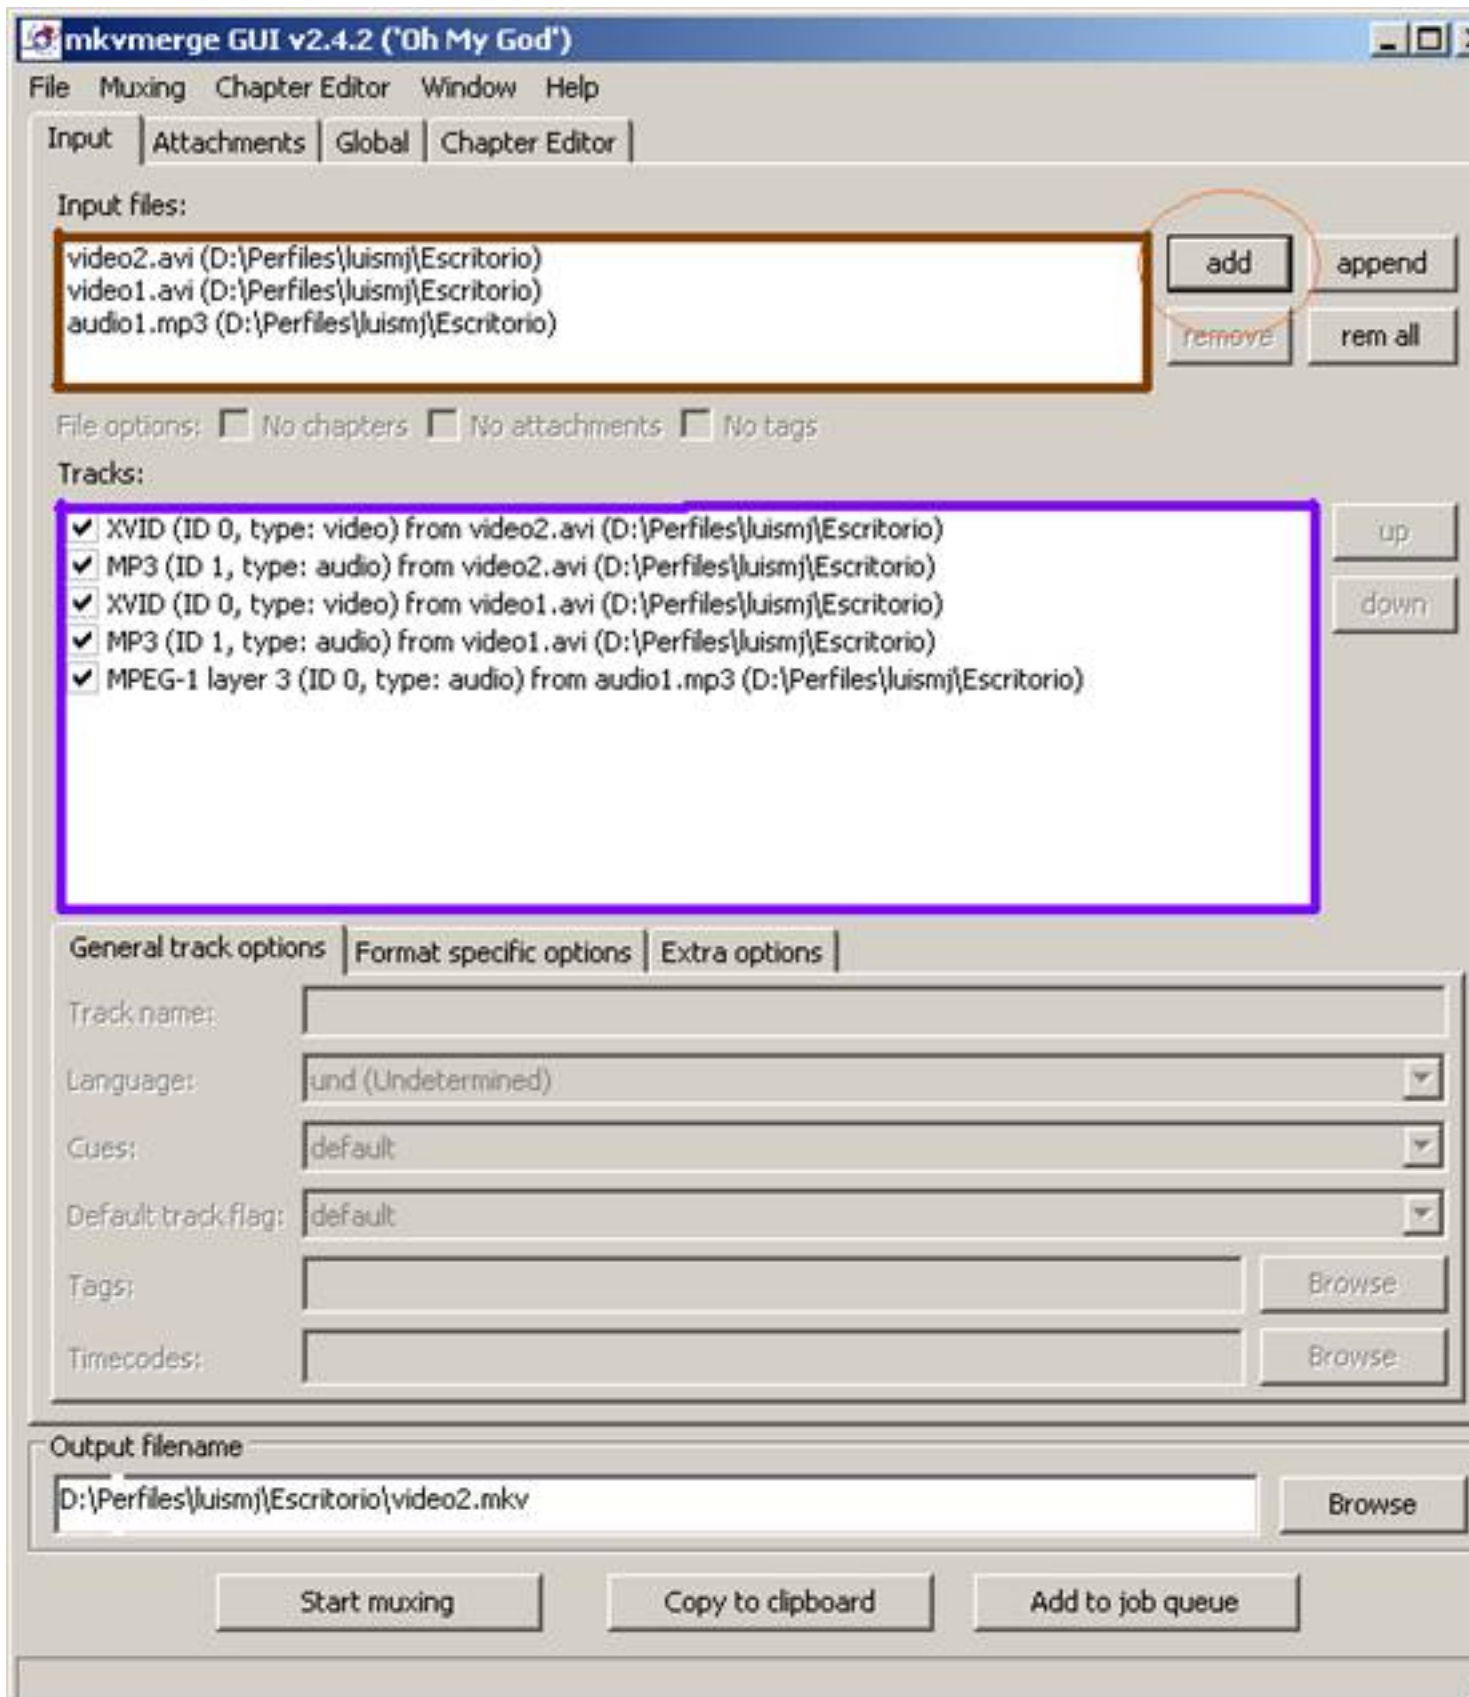 mkvmerge GUI v2.4.2 ('Oh My God')
File Muxing Chapter Editor Window Help
Input Attachments Global Chapter Editor
Input files:
video2.avi (D:\Perfiles\luismj\Escritorio)
video1.avi (D:\Perfiles\luismj\Escritorio)
audio1.mp3 (D:\Perfiles\luismj\Escritorio)
add append
remove rem all
File options: No chapters No attachments No tags
Tracks:
XVID (ID 0, type: video) from video2.avi (D:\Perfiles\luismj\Escritorio)
MP3 (ID 1, type: audio) from video2.avi (D:\Perfiles\luismj\Escritorio)
XVID (ID 0, type: video) from video1.avi (D:\Perfiles\luismj\Escritorio)
MP3 (ID 1, type: audio) from video1.avi (D:\Perfiles\luismj\Escritorio)
MPEG-1 layer 3 (ID 0, type: audio) from audio1.mp3 (D:\Perfiles\luismj\Escritorio)
up
down
General track options Format specific options Extra options
Track name:
Language: und (Undetermined)
Cues: default
Default track flag: default
Tags: Browse
Timecodes: Browse
Output filename
D:\Perfiles\luismj\Escritorio\video2.mkv Browse
Start muxing Copy to clipboard Add to job queue